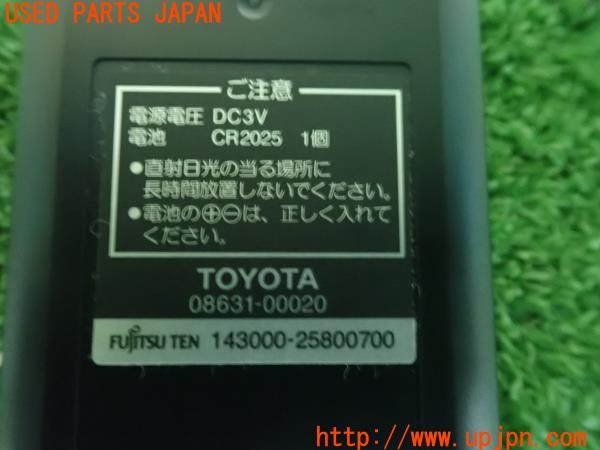 USED PARTS JAPAN
ご注意
電源電圧 DC3V
電池 CR2025 1個
●直射日光の当る場所に
長時間放置しないでください。
●電池の⊕⊖は、正しく入れて
ください。
TOYOTA
08631-00020
FUJITSU TEN 143000-25800700
http://www.upjpn.com/